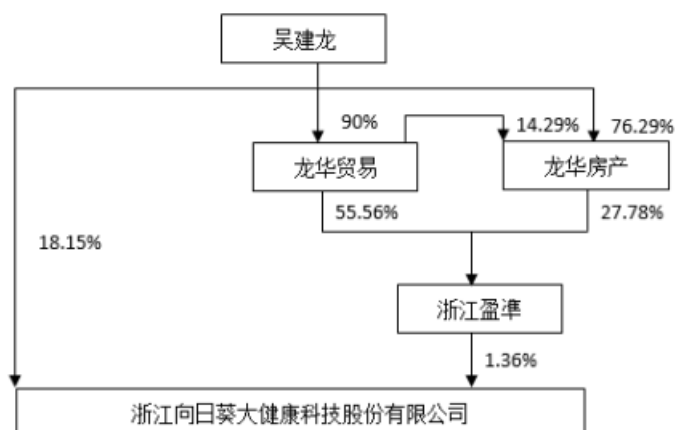 吴建龙
90%
14.29%
76.29%
龙华贸易
龙华房产
55.56%
27.78%
18.15%
浙江盈凖
1.36%
浙江向日葵大健康科技股份有限公司